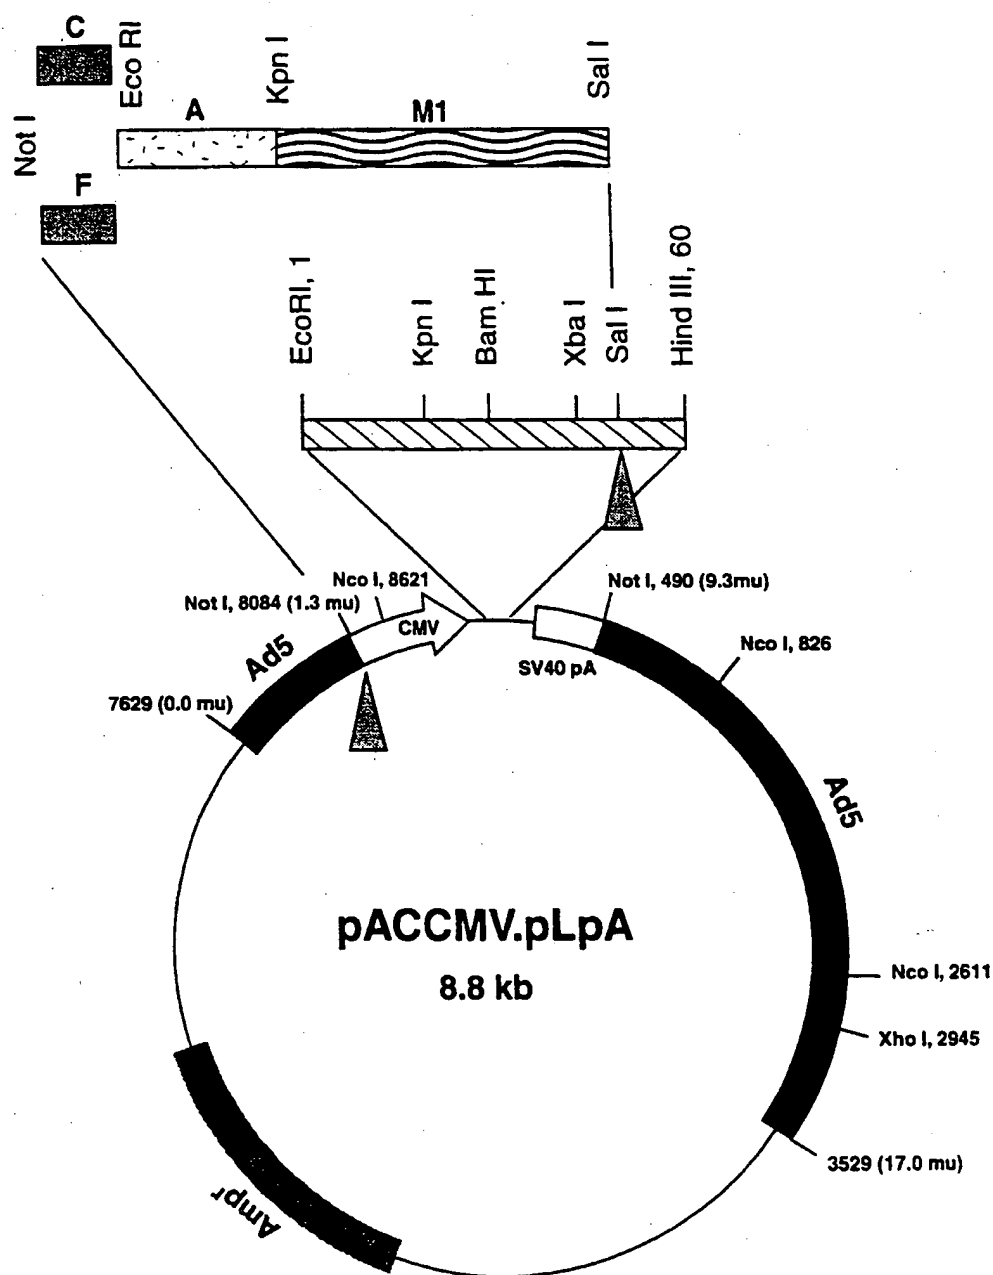 C
Eco RI
Kpn I
Sal I
A
M1
Not I
F
EcoRI, 1
Kpn I
Bam HI
Xba I
Sal I
Hind III, 60
Nco I, 8621
Not I, 8084 (1.3 mu)
CMV
Not I, 490 (9.3mu)
SV40 pA
Nco I, 826
Ad5
7629 (0.0 mu)
Ad5
pACCMV.pLpA
8.8 kb
Nco I, 2611
Xho I, 2945
3529 (17.0 mu)
Ampʳ